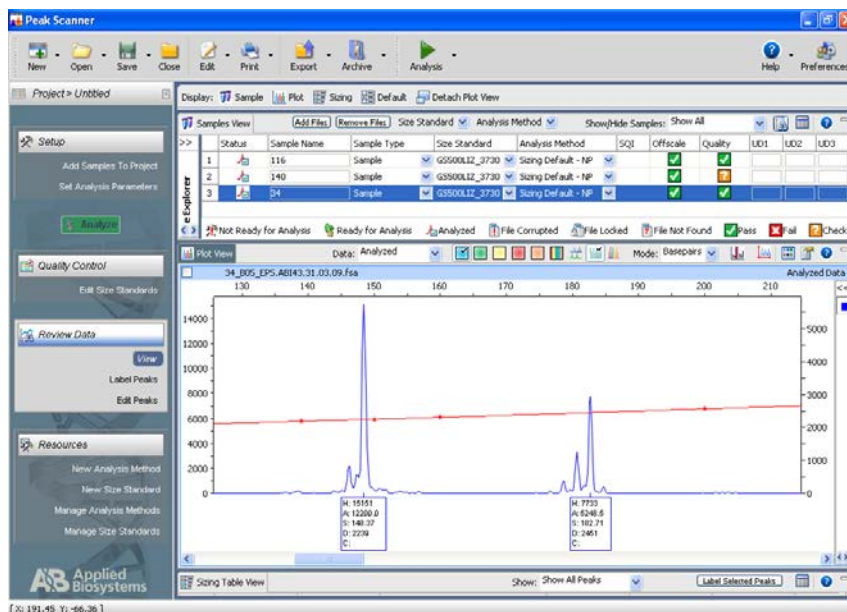 Peak Scanner
New Open Save Close Edit Print Export Archive Analysis Help Preferences
Project > Untitled
Display: Sample Plot Sizing Default Detach Plot View
Samples View Add Files Remove Files Size Standard Analysis Method Show/Hide Samples: Show All
>> Status Sample Name Sample Type Size Standard Analysis Method SQI Offscale Quality UD1 UD2 UD3
1 116 Sample GS500LIZ_3730 Sizing Default - NP
2 140 Sample GS500LIZ_3730 Sizing Default - NP
3 34 Sample GS500LIZ_3730 Sizing Default - NP
e Explorer
Not Ready for Analysis Ready for Analysis Analyzed File Corrupted File Locked File Not Found Pass Fail Check
Setup
Add Samples To Project
Set Analysis Parameters
Analyze
Quality Control
Edit Size Standards
Review Data
View
Label Peaks
Edit Peaks
Resources
New Analysis Method
New Size Standard
Manage Analysis Methods
Manage Size Standards
AB Applied Biosystems
Plot View Data: Analyzed Mode: Basepairs
34_B05_EPS.ABI43.31.03.09.fsa Analyzed Data
130 140 150 160 170 180 190 200 210 <<
14000
12000
10000
8000
6000
4000
2000
0
5000
4000
3000
2000
1000
0
H: 15151
A: 12200.0
S: 148.37
D: 2239
C:
H: 7733
A: 6248.5
S: 182.71
D: 2461
C:
Sizing Table View Show: Show All Peaks Label Selected Peaks
[ X: 191.45 Y: -66.36 ]